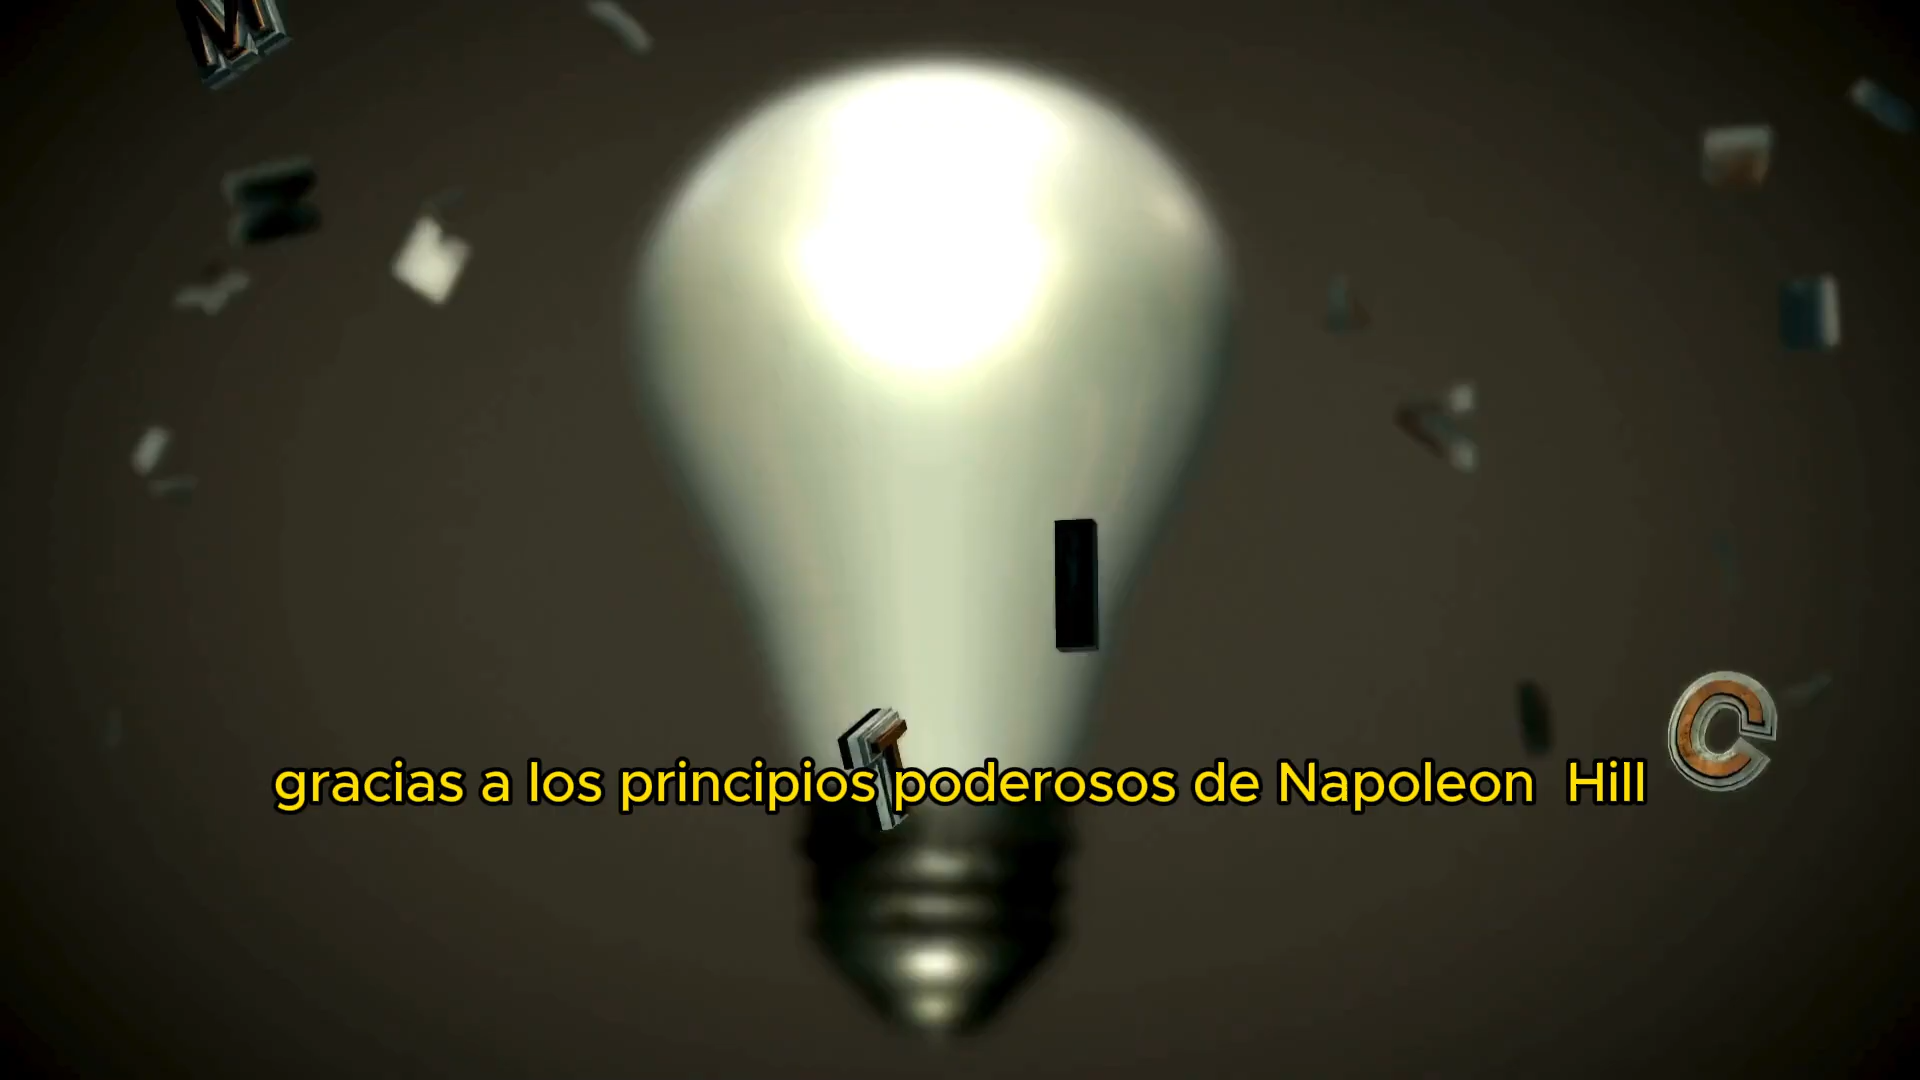 M
I
T
C
gracias a los principios poderosos de Napoleon  Hill